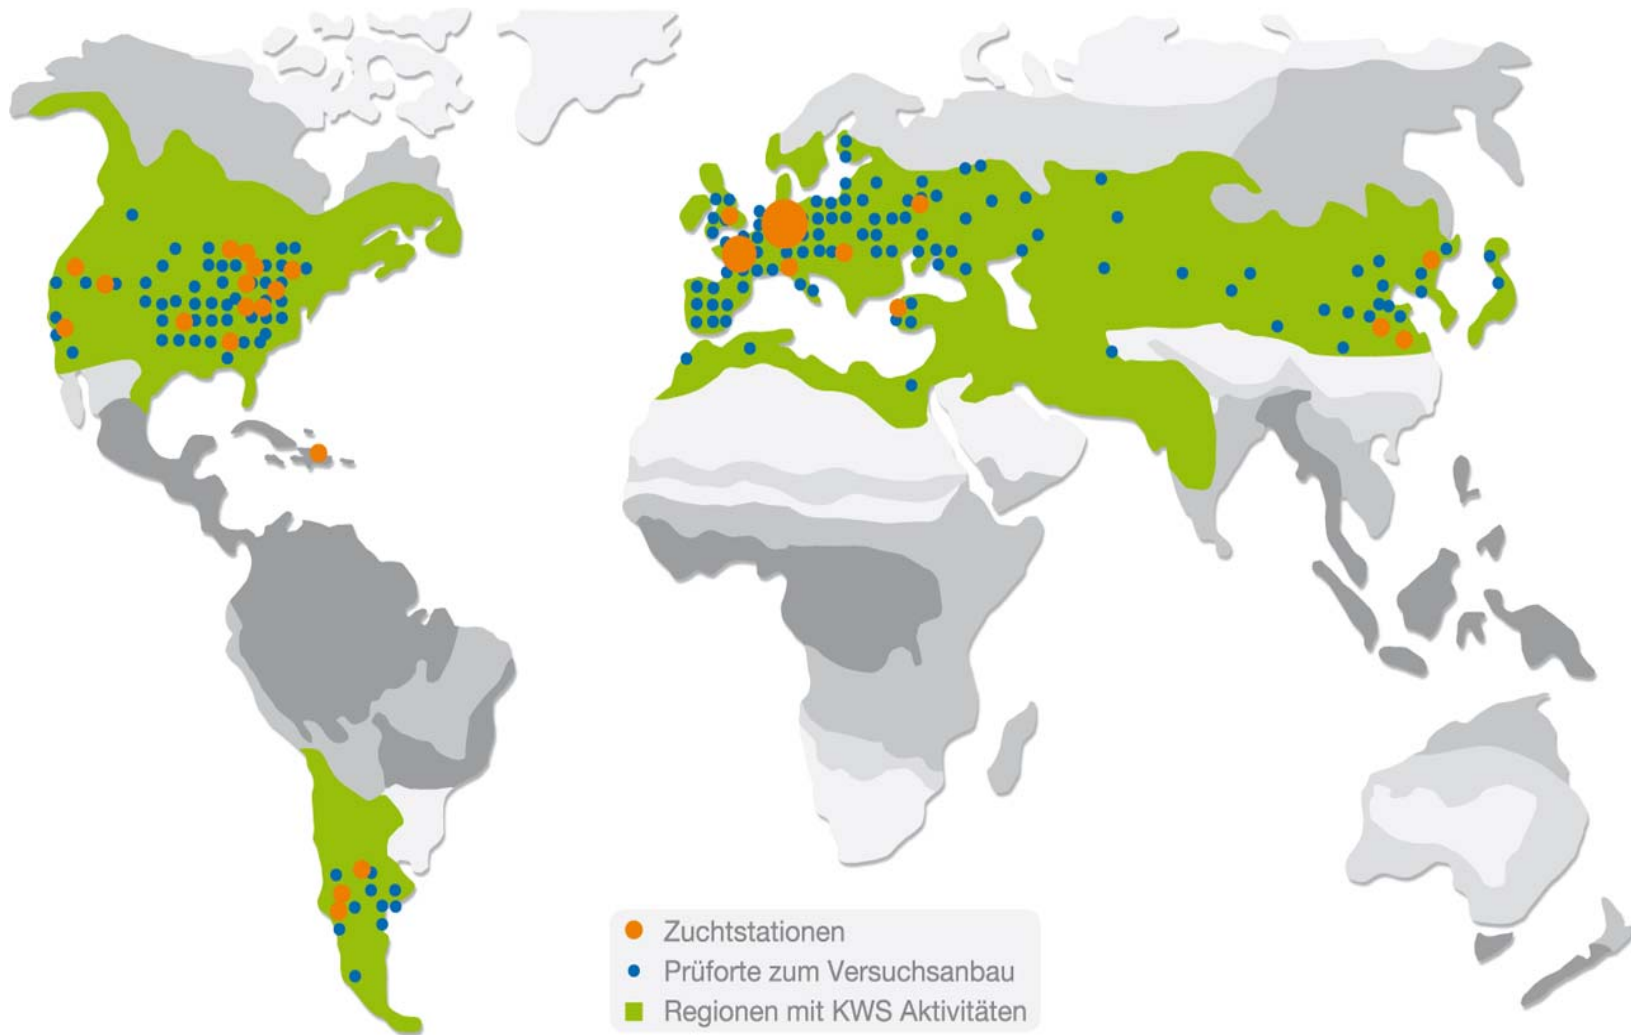 Zuchtstationen
Prüforte zum Versuchsanbau
Regionen mit KWS Aktivitäten